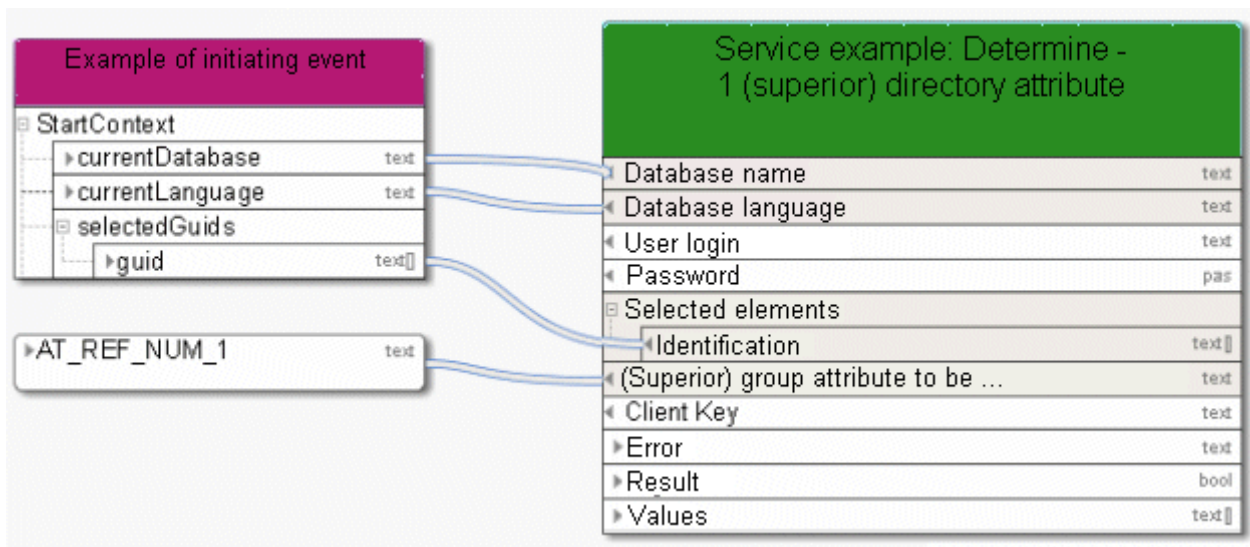 Example of initiating event
StartContext
currentDatabase text
currentLanguage text
selectedGuids
guid text[]
AT_REF_NUM_1 text
Service example: Determine -
1 (superior) directory attribute
Database name text
Database language text
User login text
Password pas
Selected elements
Identification text[]
(Superior) group attribute to be ... text
Client Key text
Error text
Result bool
Values text[]